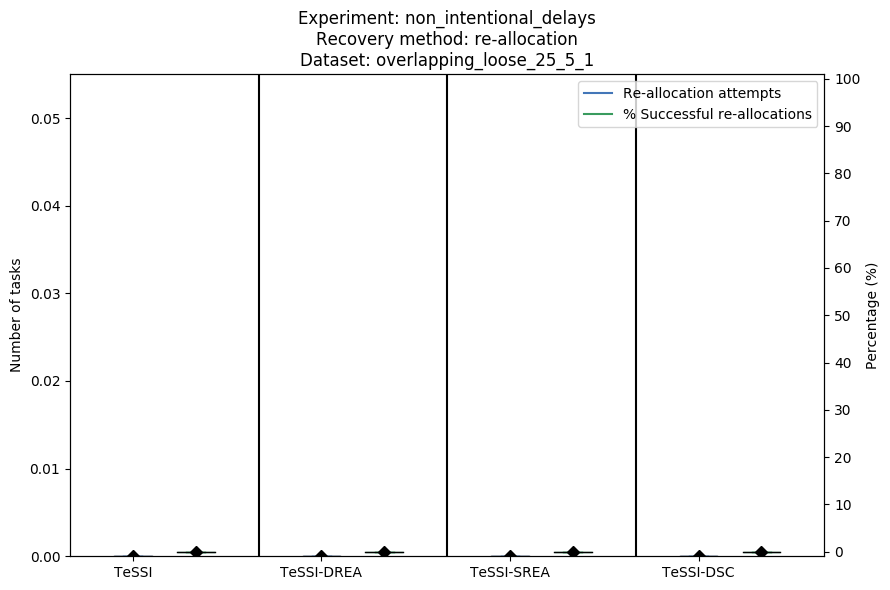 Experiment: non_intentional_delays
Recovery method: re-allocation
Dataset: overlapping_loose_25_5_1
Re-allocation attempts
% Successful re-allocations
Number of tasks
0.05
0.04
0.03
0.02
0.01
0.00
100
90
80
70
60
50
40
30
20
10
0
Percentage (%)
TeSSI
TeSSI-DREA
TeSSI-SREA
TeSSI-DSC